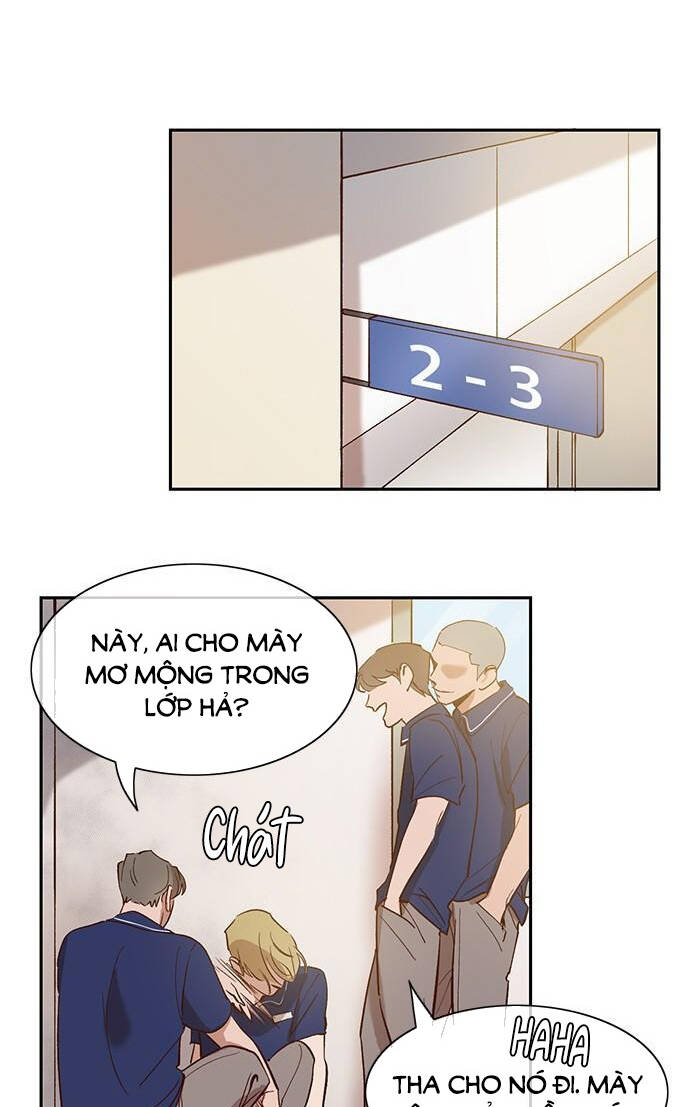 2 - 3
NÀY, AI CHO MÀY
MƠ MỘNG TRONG
LỚP HẢ?
Chát
HAHA
THA CHO NÓ ĐI. MÀY